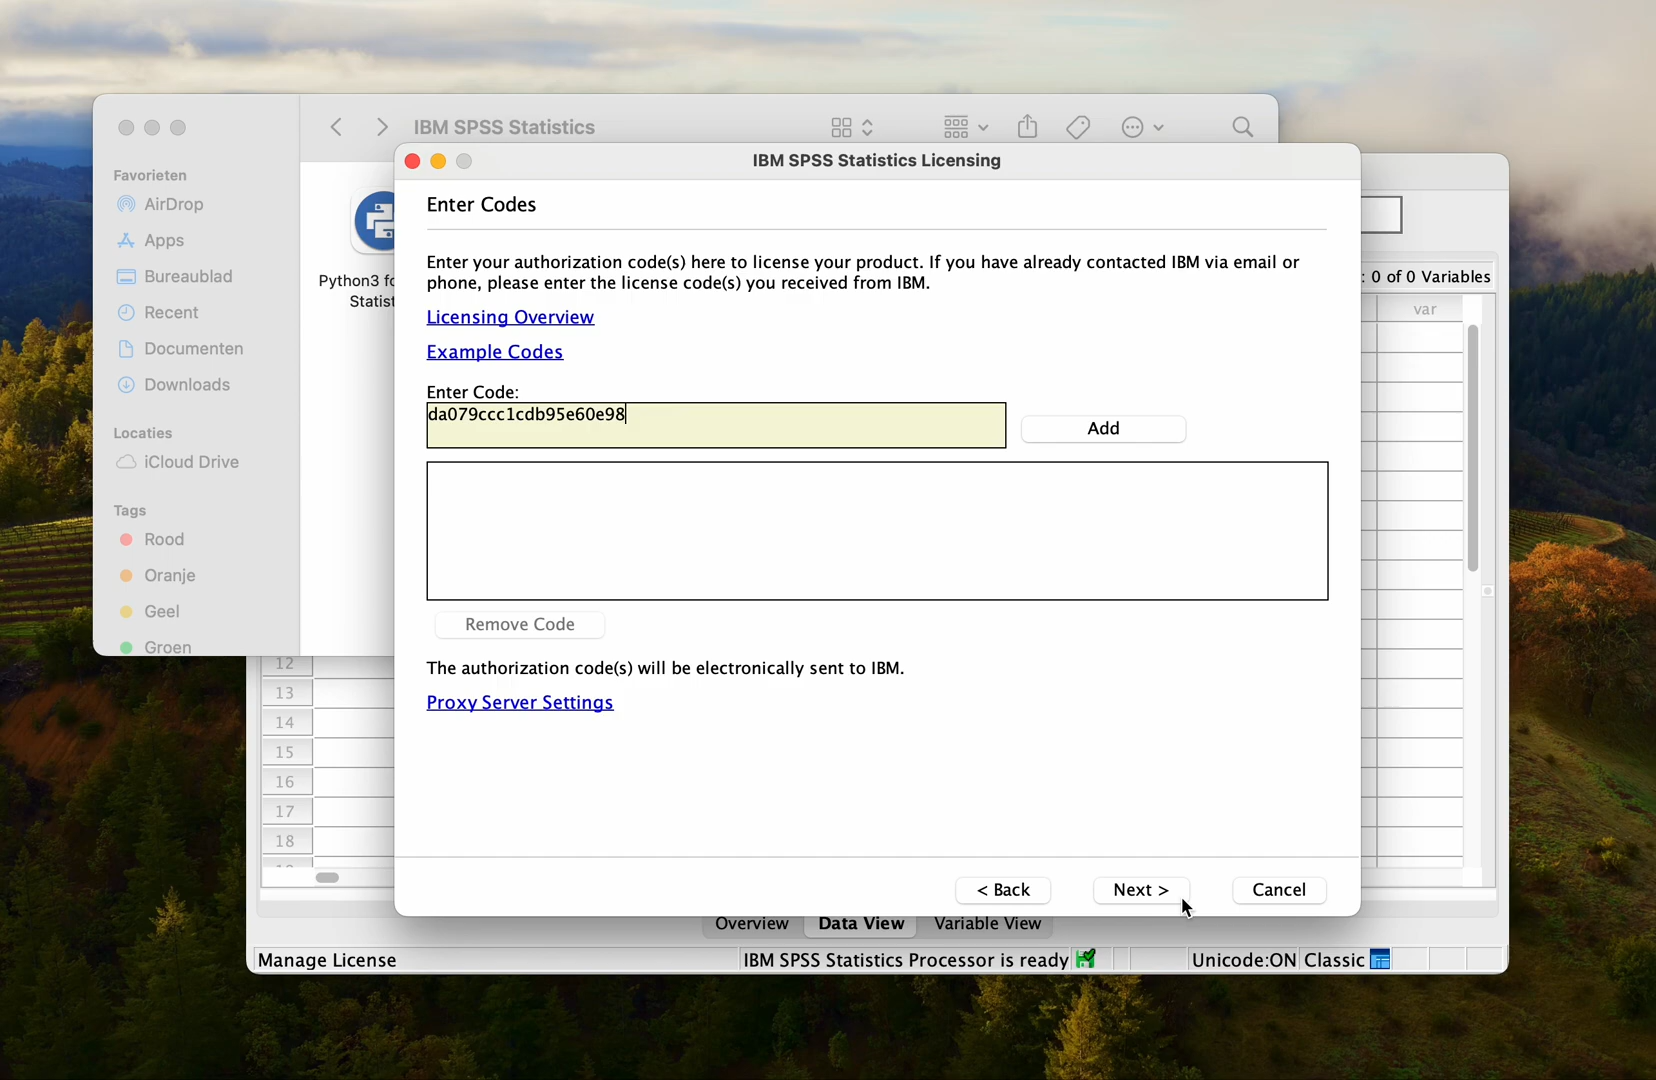 IBM SPSS Statistics
Favorieten
AirDrop
Apps
Bureaublad
Recent
Documenten
Downloads
Locaties
iCloud Drive
Tags
Rood
Oranje
Geel
Groen
Python3 fo
Statist
IBM SPSS Statistics Licensing
Enter Codes
Enter your authorization code(s) here to license your product. If you have already contacted IBM via email or
phone, please enter the license code(s) you received from IBM.
Licensing Overview
Example Codes
Enter Code:
da079ccc1cdb95e60e98
Add
Remove Code
The authorization code(s) will be electronically sent to IBM.
Proxy Server Settings
< Back
Next >
Cancel
: 0 of 0 Variables
var
12
13
14
15
16
17
18
Overview
Data View
Variable View
Manage License
IBM SPSS Statistics Processor is ready
Unicode:ON
Classic